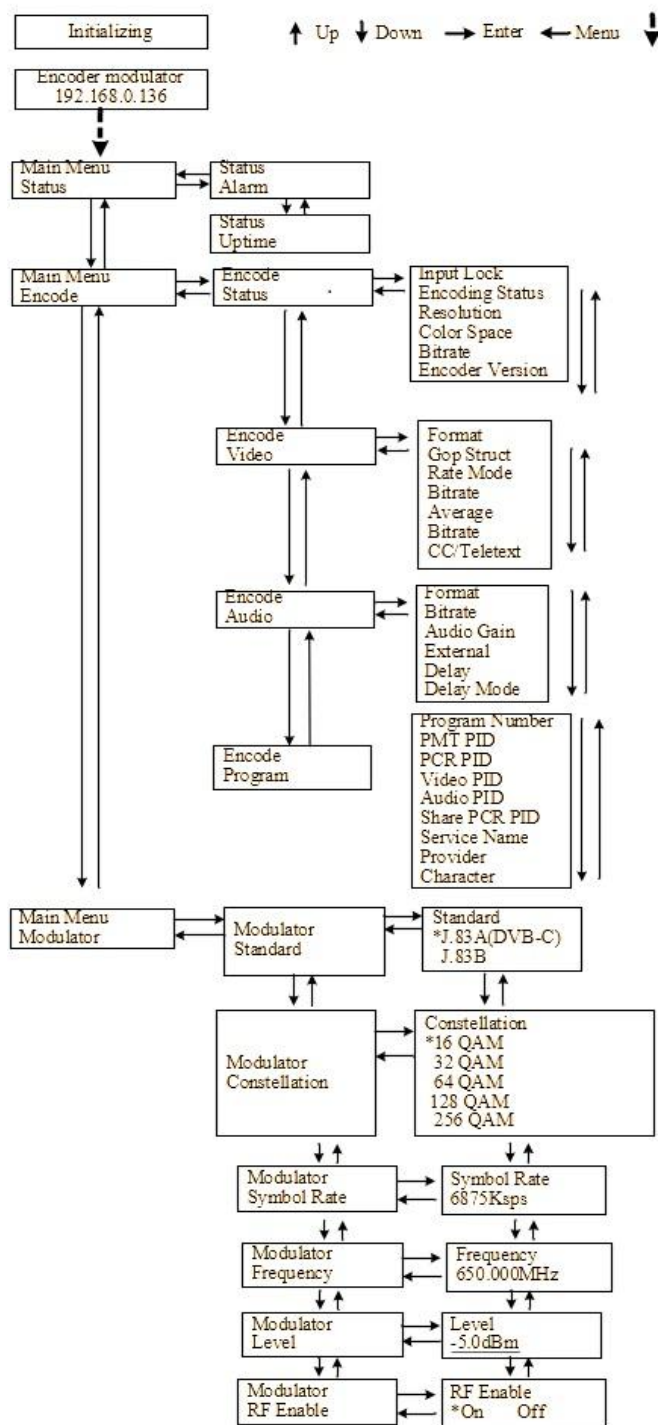 Initializing
Up Down Enter Menu
Encoder modulator
192.168.0.136
Main Menu
Status
Status
Alarm
Status
Uptime
Main Menu
Encode
Encode
Status
Input Lock
Encoding Status
Resolution
Color Space
Bitrate
Encoder Version
Encode
Video
Format
Gop Struct
Rate Mode
Bitrate
Average
Bitrate
CC/Teletext
Encode
Audio
Format
Bitrate
Audio Gain
External
Delay
Delay Mode
Encode
Program
Program Number
PMT PID
PCR PID
Video PID
Audio PID
Share PCR PID
Service Name
Provider
Character
Main Menu
Modulator
Modulator
Standard
Standard
*J.83A(DVB-C)
J.83B
Modulator
Constellation
Constellation
*16 QAM
32 QAM
64 QAM
128 QAM
256 QAM
Modulator
Symbol Rate
Symbol Rate
6875Ksps
Modulator
Frequency
Frequency
650.000MHz
Modulator
Level
Level
-5.0dBm
Modulator
RF Enable
RF Enable
*On Off